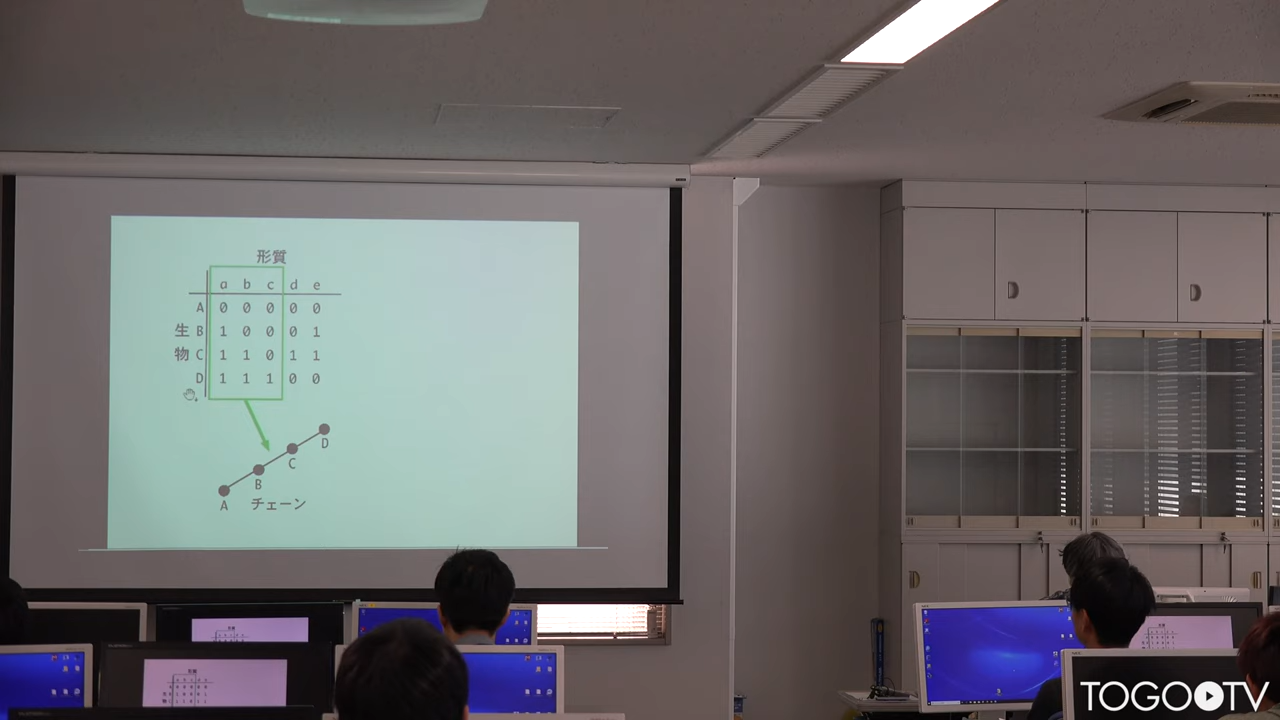 形質
a b c d e
A 0 0 0 0 0
生 B 1 0 0 0 1
物 C 1 1 0 1 1
D 1 1 1 0 0
D
C
B
A
チェーン
TOGOTV